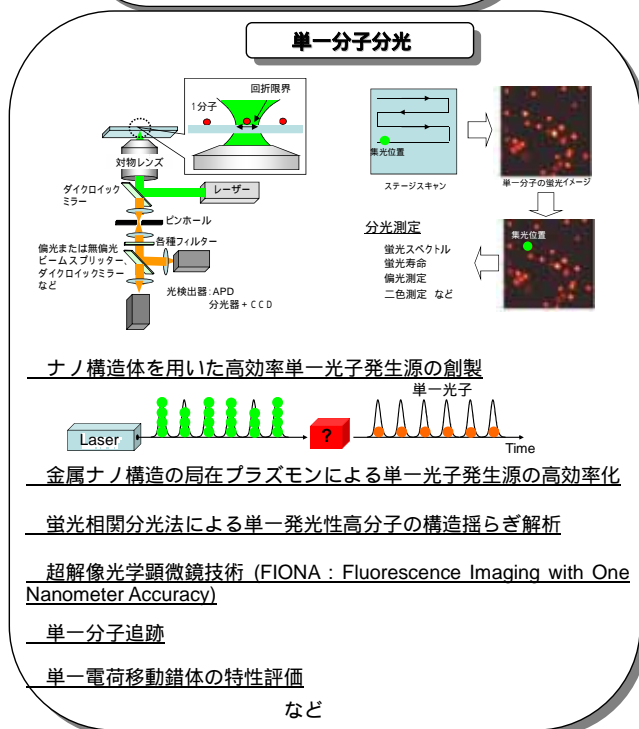 単一分子分光
回折限界
1分子
対物レンズ
ダイクロイック
ミラー
レーザー
ピンホール
各種フィルター
偏光または無偏光
ビームスプリッター、
ダイクロイックミラー
など
光検出器:APD
分光器+CCD
集光位置
ステージスキャン
単一分子の蛍光イメージ
集光位置
分光測定
蛍光スペクトル
蛍光寿命
偏光測定
二色測定 など
ナノ構造体を用いた高効率単一光子発生源の創製
単一光子
Laser
?
Time
金属ナノ構造の局在プラズモンによる単一光子発生源の高効率化
蛍光相関分光法による単一発光性高分子の構造揺らぎ解析
超解像光学顕微鏡技術 (FIONA : Fluorescence Imaging with One
Nanometer Accuracy)
単一分子追跡
単一電荷移動錯体の特性評価
など